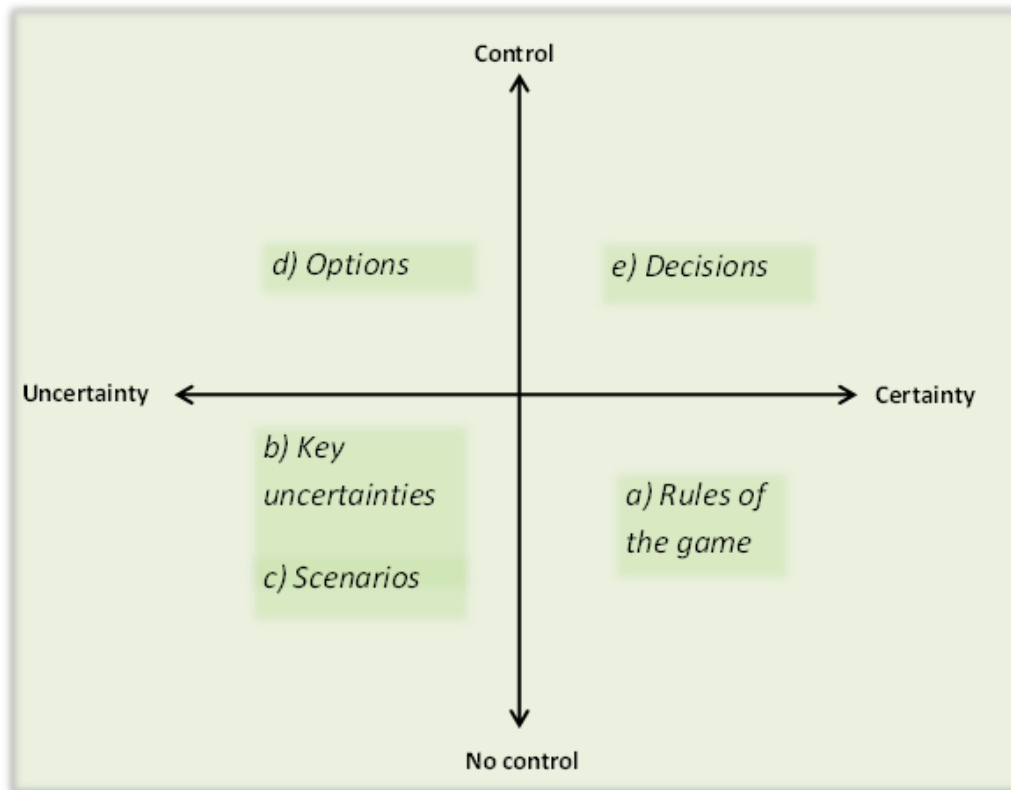 Control
d) Options
e) Decisions
Uncertainty
Certainty
b) Key
uncertainties
c) Scenarios
a) Rules of
the game
No control